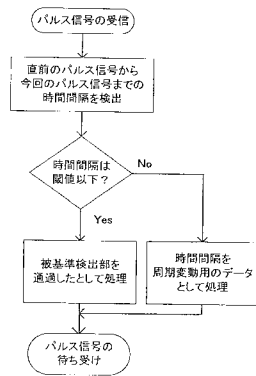 パルス信号の受信
直前のパルス信号から
今回のパルス信号までの
時間間隔を検出
時間間隔は
閾値以下？
No
Yes
被基準検出部を
通過したとして処理
時間間隔を
周期変動用のデータ
として処理
パルス信号の
待ち受け